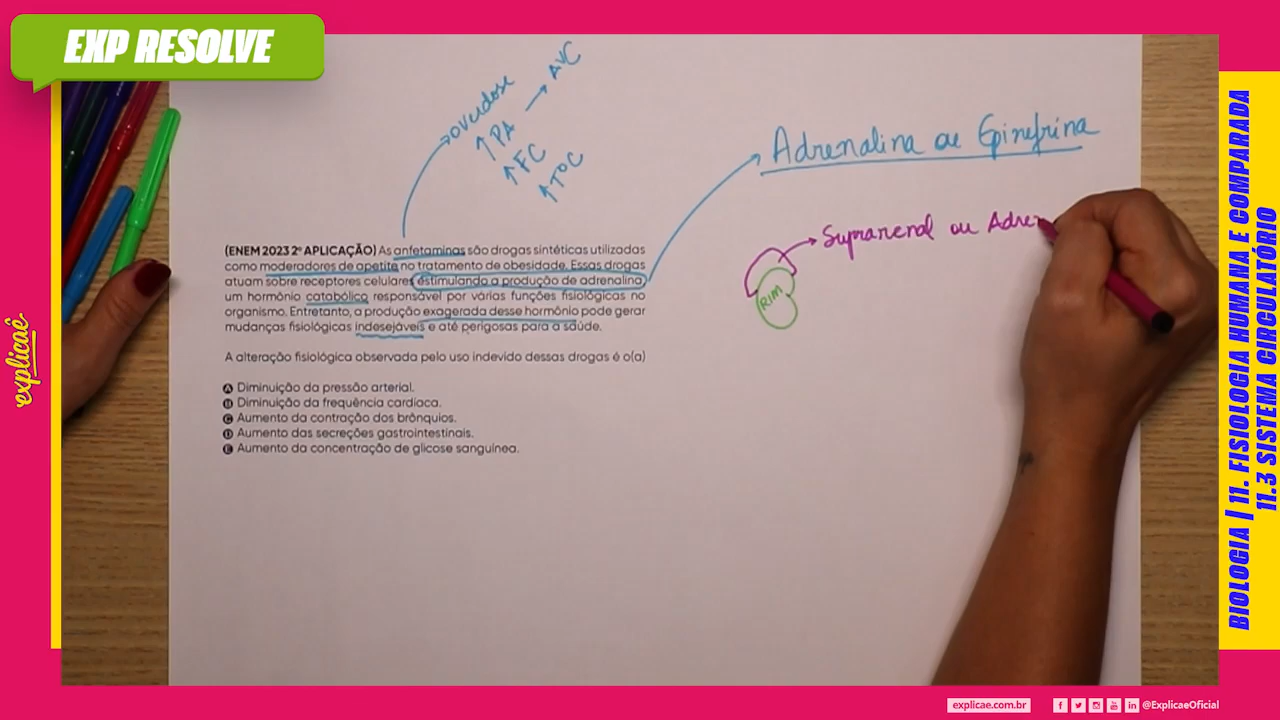 EXP RESOLVE
overdose
↑ PA → AVC
↑ FC
↑ T°C
Adrenalina ou Epinefrina
Suprarrenal ou Adre
RIM
(ENEM 2023 2ª APLICAÇÃO) As anfetaminas são drogas sintéticas utilizadas
como moderadores de apetite no tratamento de obesidade. Essas drogas
atuam sobre receptores celulares estimulando a produção de adrenalina,
um hormônio catabólico responsável por várias funções fisiológicas no
organismo. Entretanto, a produção exagerada desse hormônio pode gerar
mudanças fisiológicas indesejáveis e até perigosas para a saúde.
A alteração fisiológica observada pelo uso indevido dessas drogas é o(a)
A Diminuição da pressão arterial.
B Diminuição da frequência cardíaca.
C Aumento da contração dos brônquios.
D Aumento das secreções gastrointestinais.
E Aumento da concentração de glicose sanguínea.
explicaê
BIOLOGIA | 11. FISIOLOGIA HUMANA E COMPARADA
11.3 SISTEMA CIRCULATÓRIO
explicae.com.br
@ExplicaeOficial